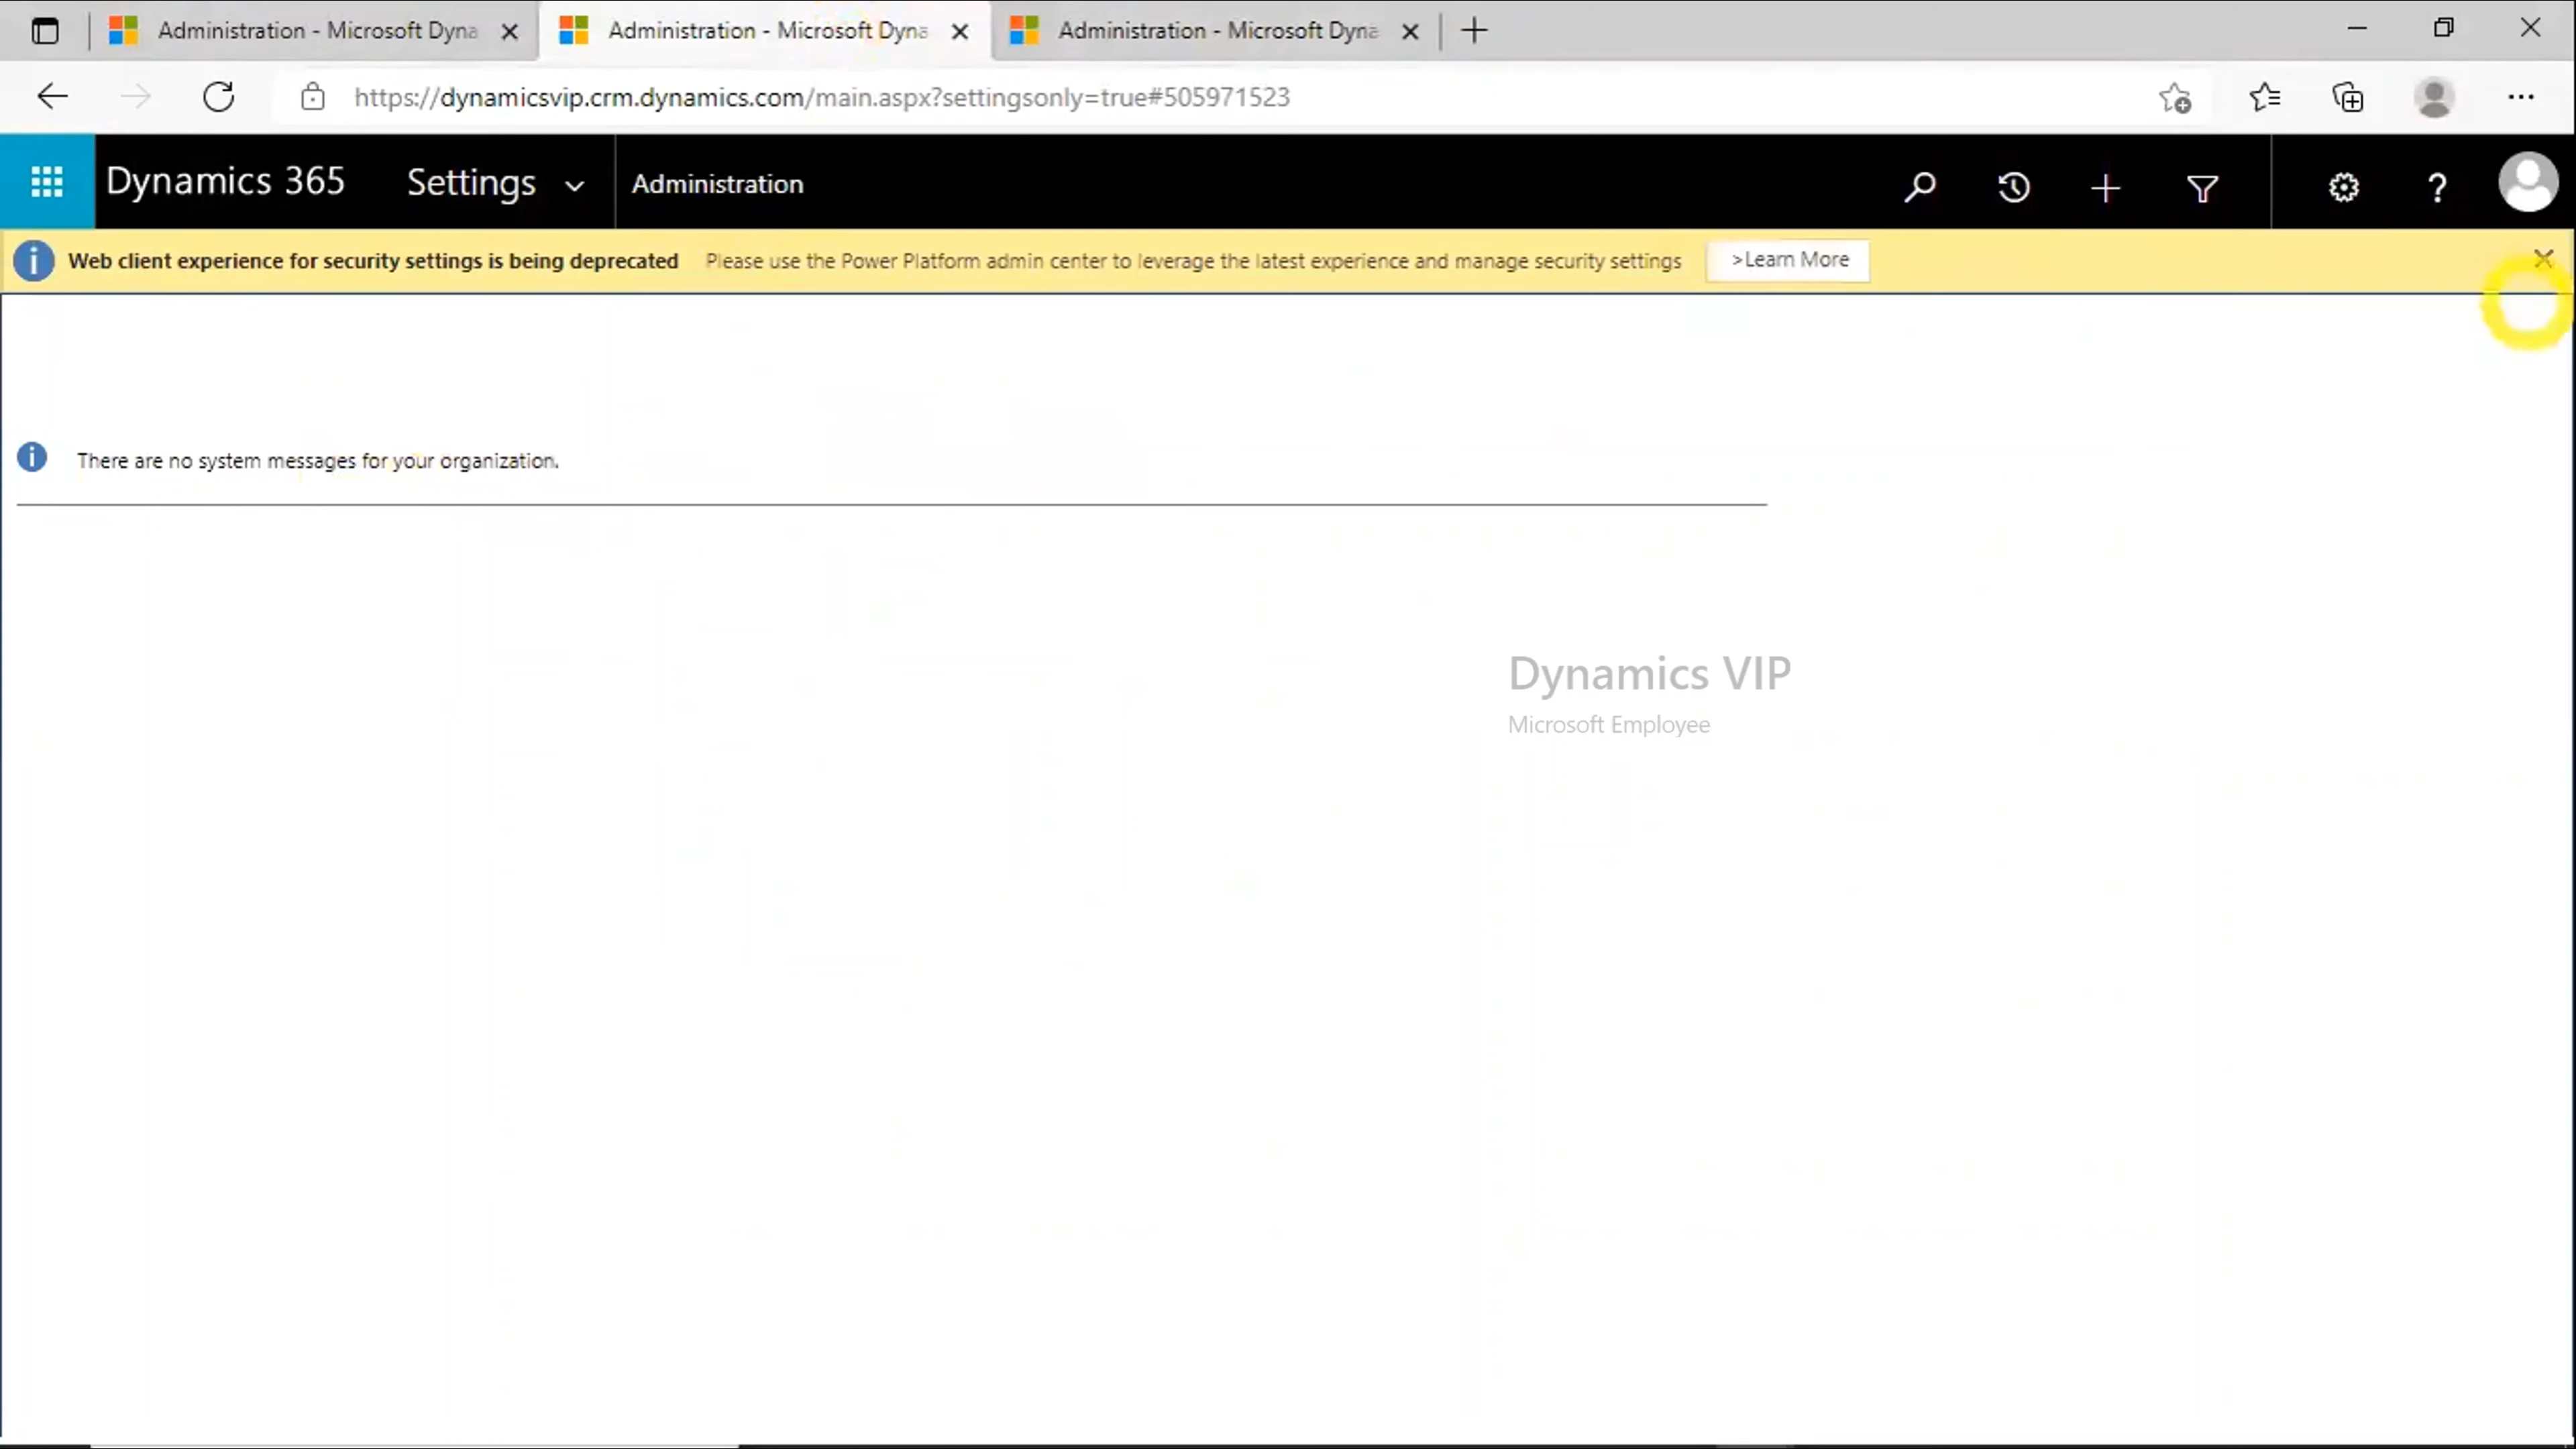 Administration - Microsoft Dyna
Administration - Microsoft Dyna
Administration - Microsoft Dyna
https://dynamicsvip.crm.dynamics.com/main.aspx?settingsonly=true#505971523
Dynamics 365 Settings Administration
Web client experience for security settings is being deprecated Please use the Power Platform admin center to leverage the latest experience and manage security settings >Learn More
There are no system messages for your organization.
Dynamics VIP
Microsoft Employee